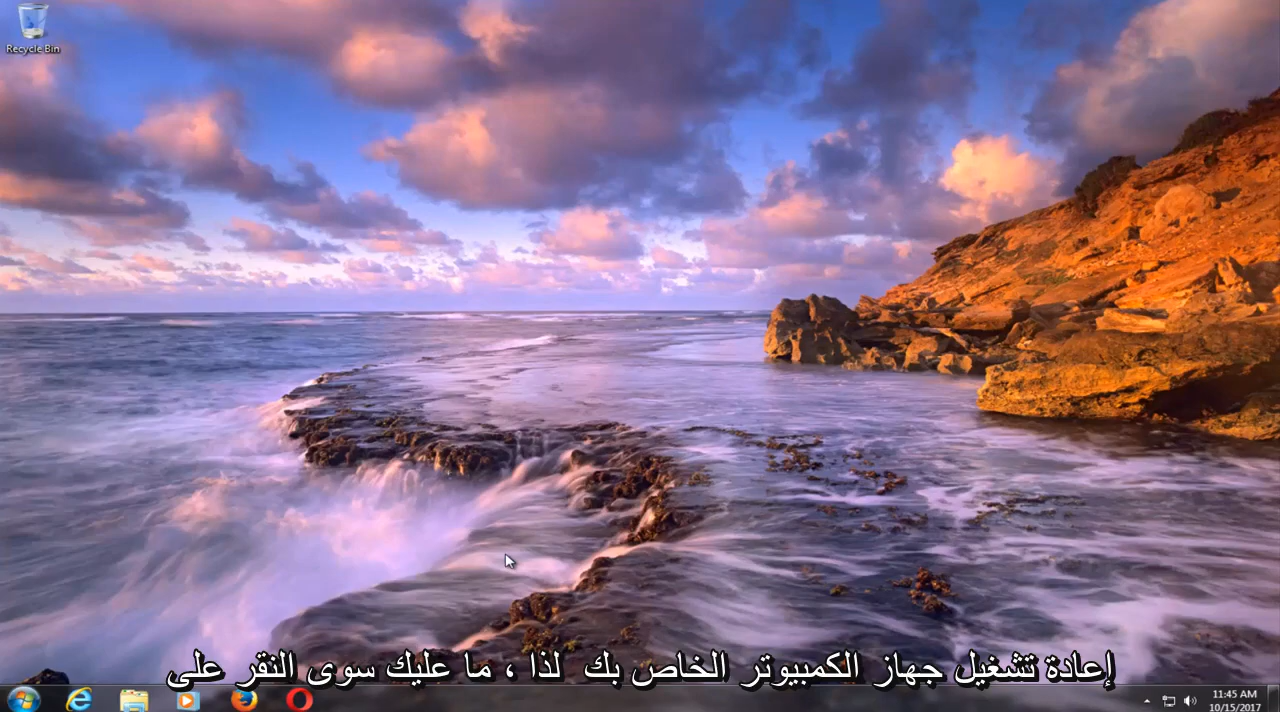 Recycle Bin
إعادة تشغيل جهاز الكمبيوتر الخاص بك لذا ، ما عليك سوى النقر على
11:45 AM
10/15/2017